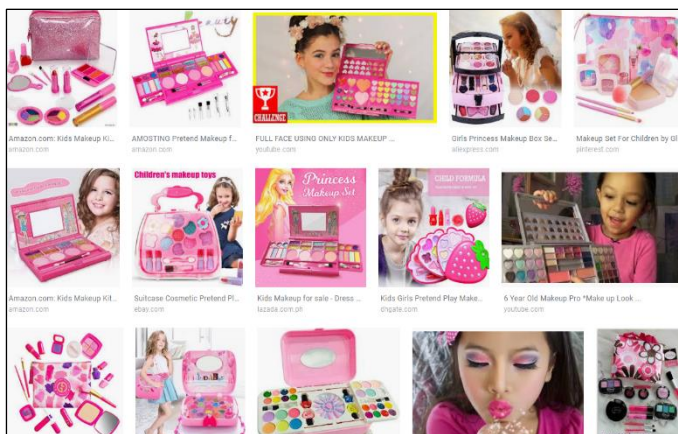 CHALLENGE
Amazon.com: Kids Makeup Ki...
amazon.com
AMOSTING Pretend Makeup f...
amazon.com
FULL FACE USING ONLY KIDS MAKEUP ...
youtube.com
Girls Princess Makeup Box Se...
aliexpress.com
Makeup Set For Children by Gl
pinterest.com
Children's makeup toys
Princess
Makeup Set
CHILD FORMULA
Amazon.com: Kids Makeup Kit...
amazon.com
Suitcase Cosmetic Pretend Pl...
ebay.com
Kids Makeup for sale - Dress ...
lazada.com.ph
Kids Girls Pretend Play Make...
dhgate.com
6 Year Old Makeup Pro *Make up Look ...
youtube.com